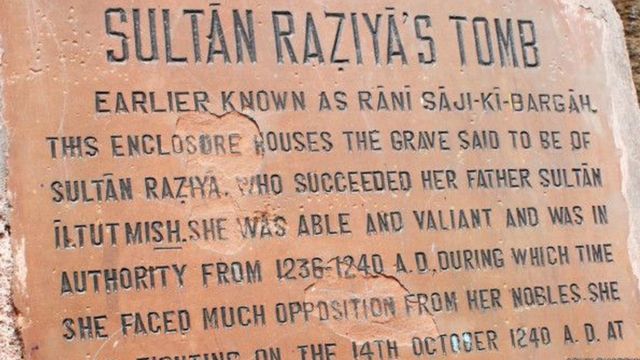 SULTĀN RAẒIYĀ'S TOMB
EARLIER KNOWN AS RĀNĪ SĀJI-KĪ-BARGĀH.
THIS ENCLOSURE HOUSES THE GRAVE SAID TO BE OF
SULTĀN RAẒIYĀ. WHO SUCCEEDED HER FATHER SULTĀN
ĪLTUTMISH. SHE WAS ABLE AND VALIANT AND WAS IN
AUTHORITY FROM 1236-1240 A.D, DURING WHICH TIME
SHE FACED MUCH OPPOSITION FROM HER NOBLES. SHE
FIGHTING ON THE 14TH OCTOBER 1240 A.D. AT